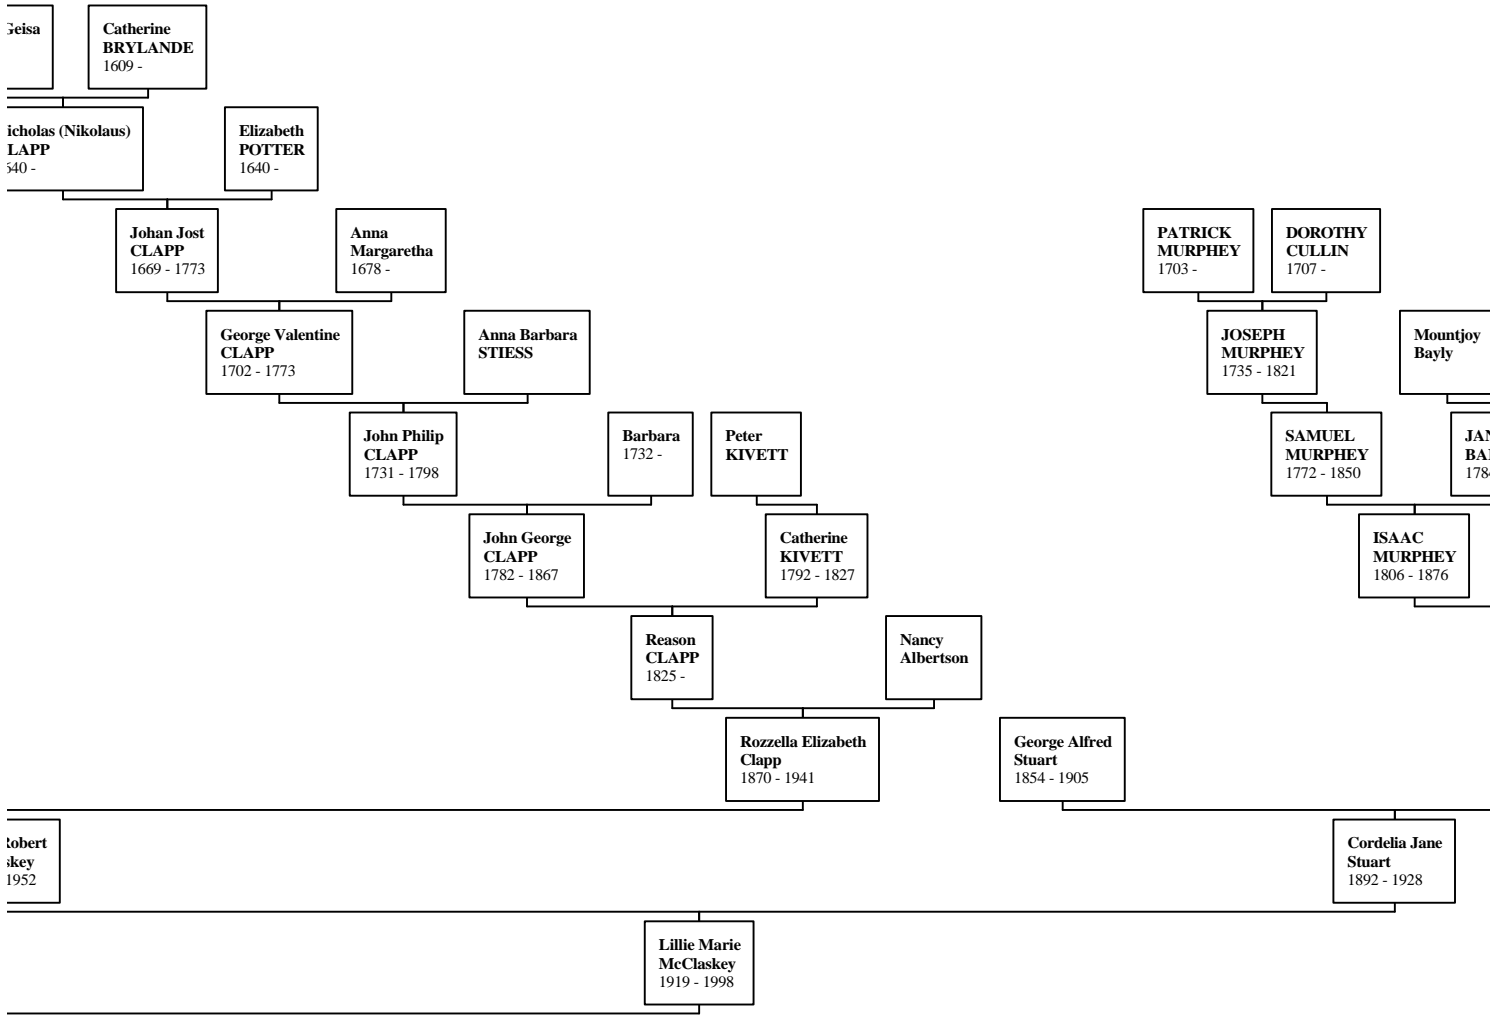 Geisa
Catherine
BRYLANDE
1609 -
(Nikolaus)
Elizabeth
POTTER
1640 -
Johan Jost
CLAPP
1669 - 1773
Anna
Margaretha
1678 -
PATRICK
MURPHEY
1703 -
DOROTHY
CULLIN
1707 -
George Valentine
CLAPP
1702 - 1773
Anna Barbara
STIESS
JOSEPH
MURPHEY
1735 - 1821
Mountjoy
Bayly
John Philip
CLAPP
1731 - 1798
Barbara
1732 -
Peter
KIVETT
SAMUEL
MURPHEY
1772 - 1850
John George
CLAPP
1782 - 1867
Catherine
KIVETT
1792 - 1827
ISAAC
MURPHEY
1806 - 1876
Reason
CLAPP
1825 -
Nancy
Albertson
Rozzella Elizabeth
Clapp
1870 - 1941
George Alfred
Stuart
1854 - 1905
Robert
skey
1952
Cordelia Jane
Stuart
1892 - 1928
Lillie Marie
McClaskey
1919 - 1998